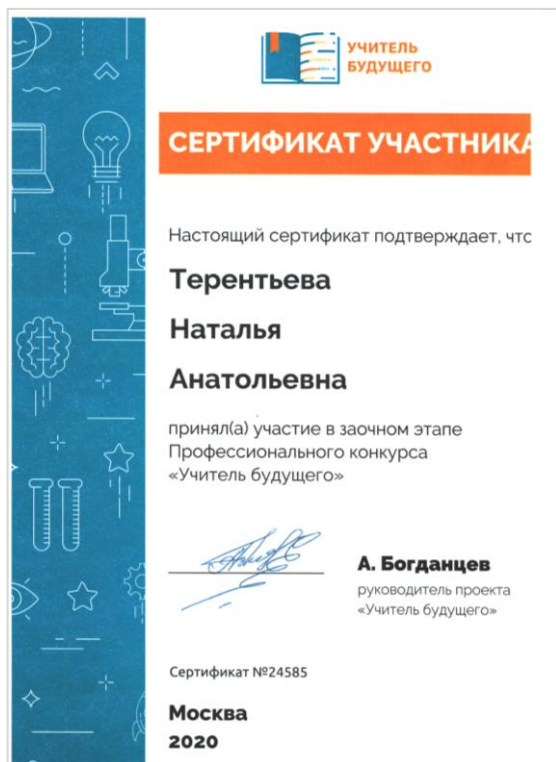 УЧИТЕЛЬ
БУДУЩЕГО
СЕРТИФИКАТ УЧАСТНИКА
Настоящий сертификат подтверждает, что
Терентьева
Наталья
Анатольевна
принял(а) участие в заочном этапе
Профессионального конкурса
«Учитель будущего»
А. Богданцев
руководитель проекта
«Учитель будущего»
Сертификат №24585
Москва
2020